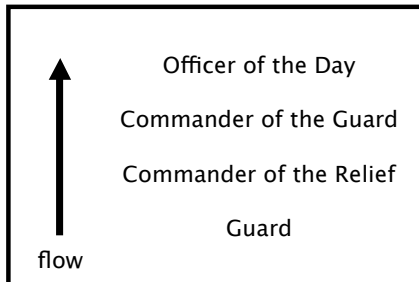 Officer of the Day
Commander of the Guard
Commander of the Relief
Guard
flow